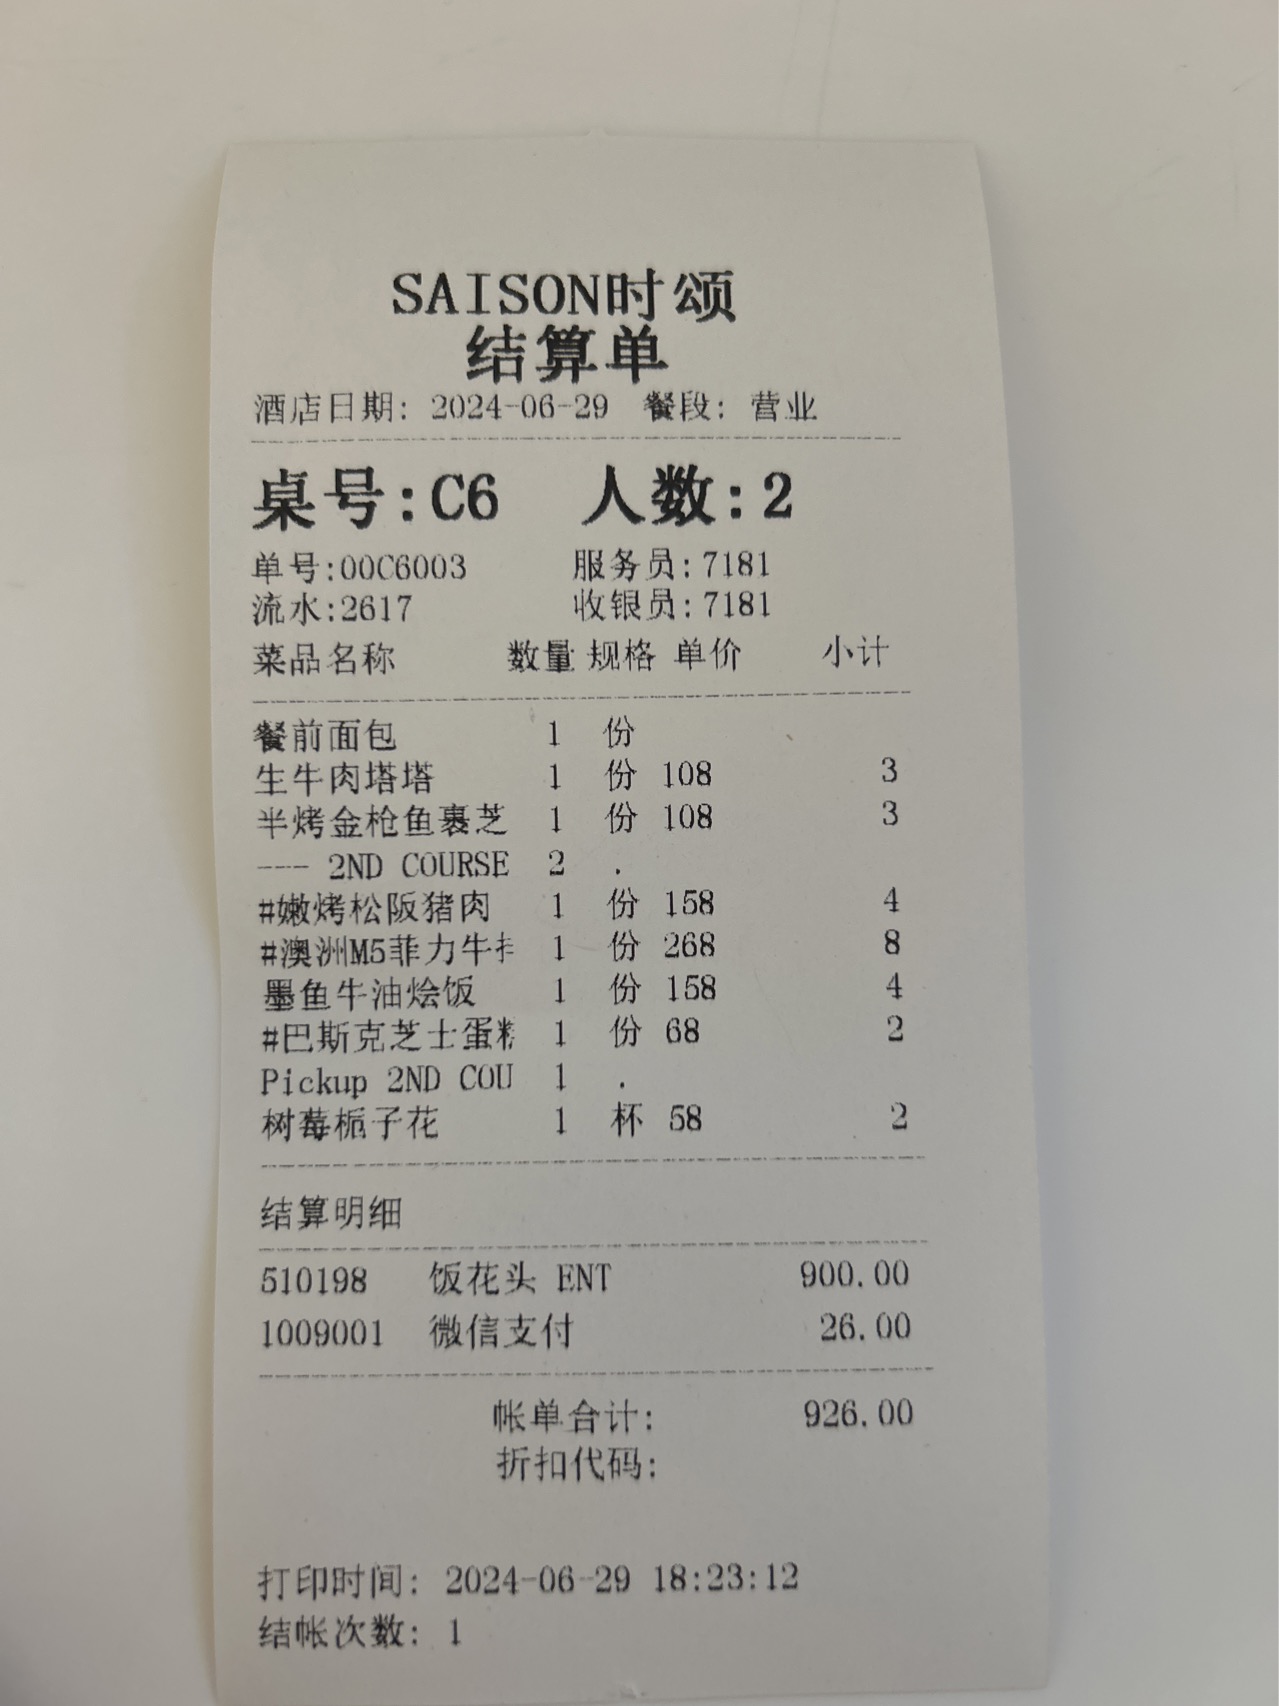 SAISON时颂
结算单
酒店日期: 2024-06-29 餐段: 营业
桌号:C6 人数:2
单号:00C6003 服务员:7181
流水:2617 收银员:7181
菜品名称 数量 规格 单价 小计
餐前面包 1 份
生牛肉塔塔 1 份 108 3
半烤金枪鱼裹芝 1 份 108 3
--- 2ND COURSE 2 .
#嫩烤松阪猪肉 1 份 158 4
#澳洲M5菲力牛 1 份 268 8
墨鱼牛油烩饭 1 份 158 4
#巴斯克芝士蛋 1 份 68 2
Pickup 2ND COU 1 .
树莓栀子花 1 杯 58 2
结算明细
510198 饭花头 ENT 900.00
1009001 微信支付 26.00
帐单合计: 926.00
折扣代码:
打印时间: 2024-06-29 18:23:12
结帐次数: 1